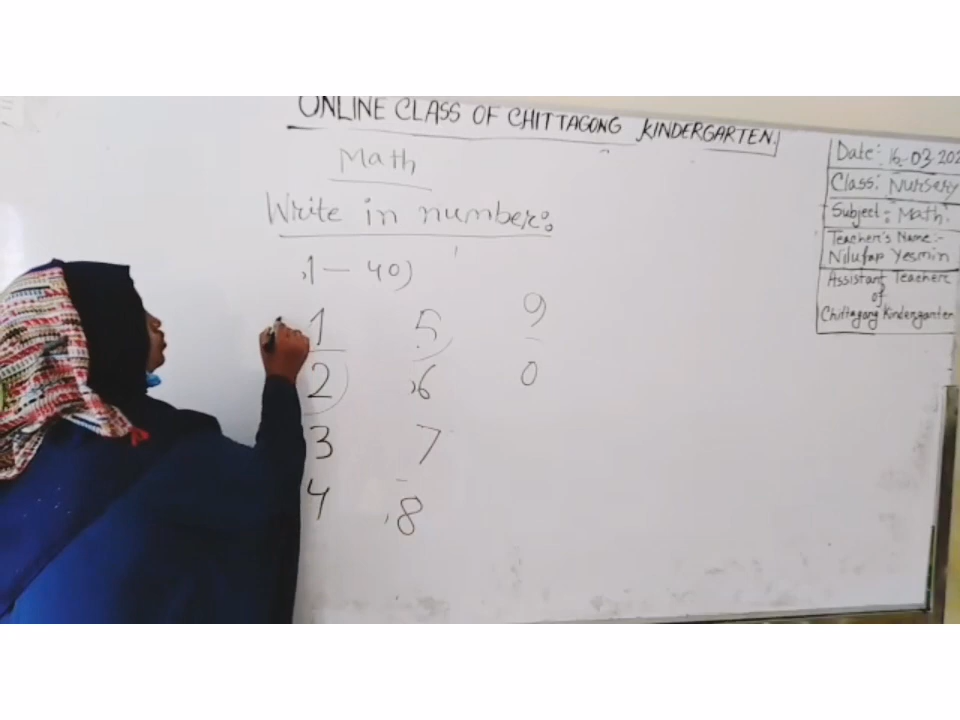 ONLINE CLASS OF CHITTAGONG KINDERGARTEN.
Math
Write in number:
1 - 40)
1 5 9
2 6 0
3 7
4 8
Date: 16-03-202
Class: Nursery
Subject: Math.
Teacher's Name:-
Nilufar Yesmin
Assistant Teacher
of
Chittagong Kindergarten